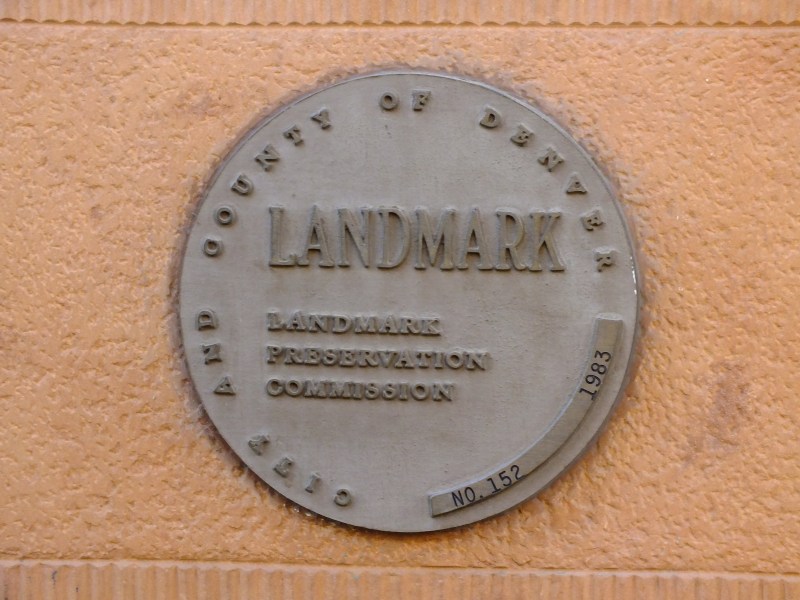 CITY AND COUNTY OF DENVER
LANDMARK
LANDMARK
PRESERVATION
COMMISSION
NO. 152 1983